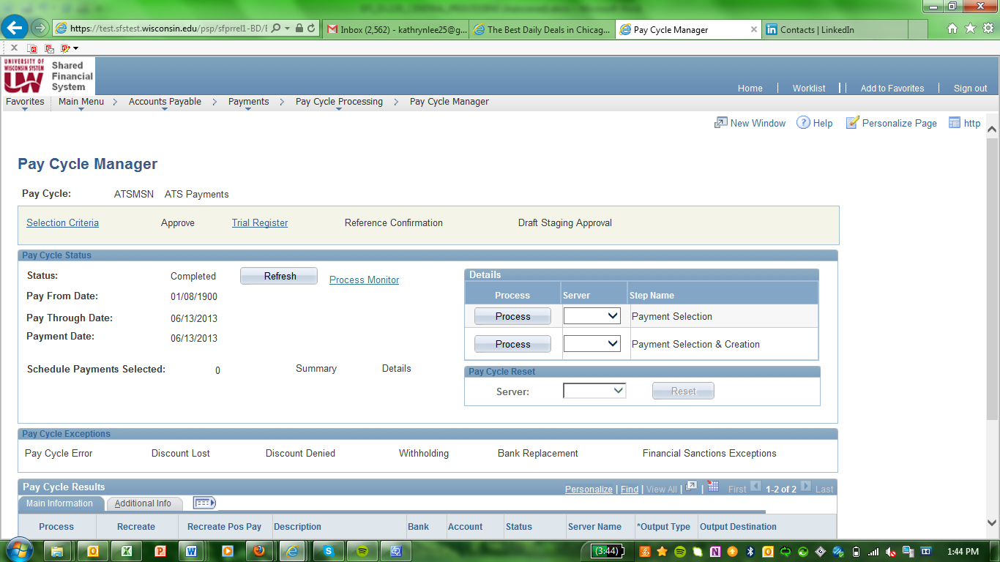 https://test.sfstest.wisconsin.edu/psp/sfprrel1-BD/
Inbox (2,562) - kathrynlee25@g...
The Best Daily Deals in Chicag...
Pay Cycle Manager
Contacts | LinkedIn
UNIVERSITY OF
WISCONSIN SYSTEM
UW
Shared
Financial
System
Home
Worklist
Add to Favorites
Sign out
Favorites Main Menu > Accounts Payable > Payments > Pay Cycle Processing > Pay Cycle Manager
New Window Help Personalize Page http
Pay Cycle Manager
Pay Cycle: ATSMSN ATS Payments
Selection Criteria Approve Trial Register Reference Confirmation Draft Staging Approval
Pay Cycle Status
Status: Completed Refresh Process Monitor
Pay From Date: 01/08/1900
Pay Through Date: 06/13/2013
Payment Date: 06/13/2013
Schedule Payments Selected: 0 Summary Details
Details
Process Server Step Name
Process Payment Selection
Process Payment Selection & Creation
Pay Cycle Reset
Server: Reset
Pay Cycle Exceptions
Pay Cycle Error Discount Lost Discount Denied Withholding Bank Replacement Financial Sanctions Exceptions
Pay Cycle Results Personalize | Find | View All | | First 1-2 of 2 Last
Main Information Additional Info
Process Recreate Recreate Pos Pay Description Bank Account Status Server Name *Output Type Output Destination
(3:44)
1:44 PM